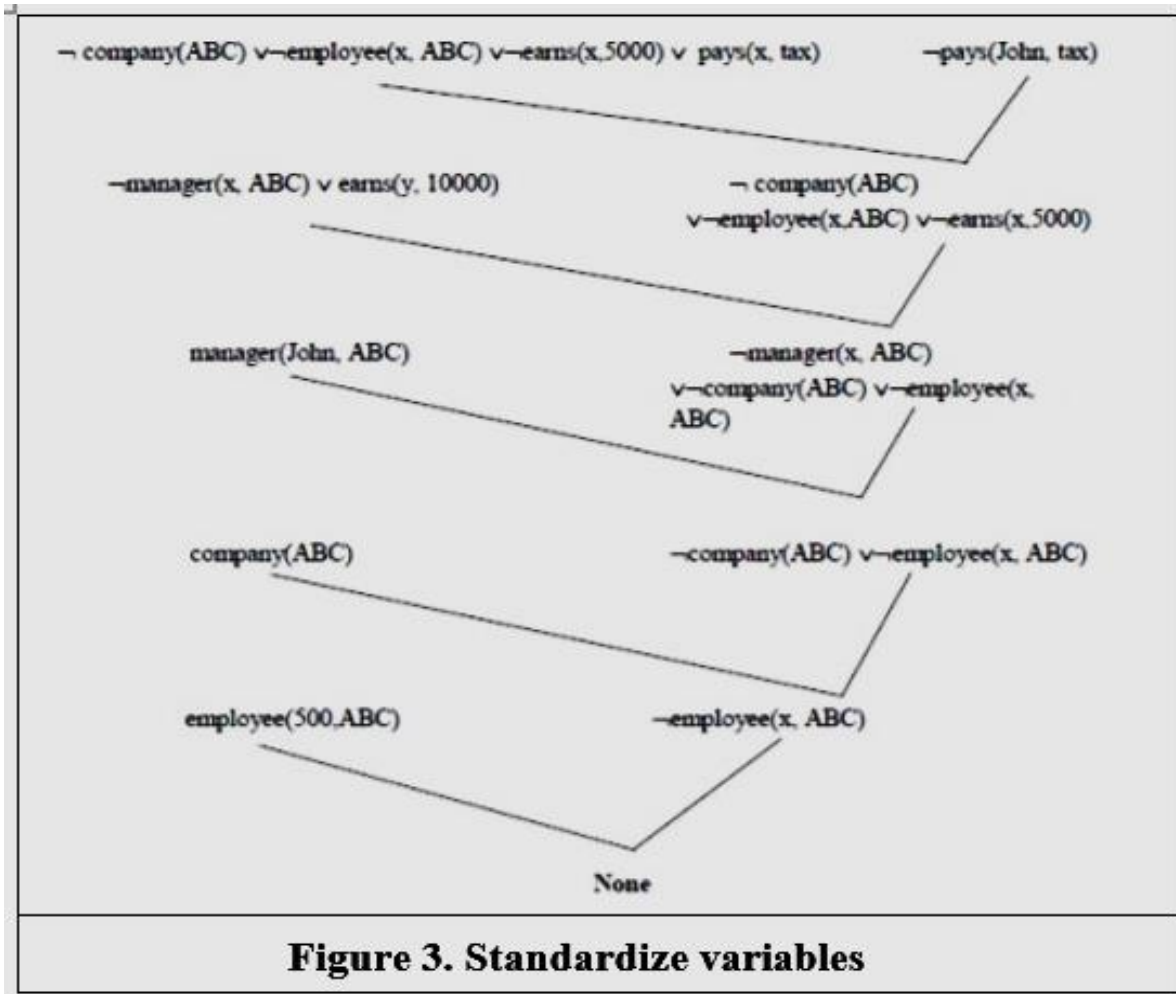 ¬ company(ABC) ∨¬employee(x, ABC) ∨¬earns(x,5000) ∨ pays(x, tax) ¬pays(John, tax)
¬manager(x, ABC) ∨ earns(y, 10000) ¬ company(ABC)
∨¬employee(x,ABC) ∨¬earns(x,5000)
manager(John, ABC) ¬manager(x, ABC)
∨¬company(ABC) ∨¬employee(x,
ABC)
company(ABC) ¬company(ABC) ∨¬employee(x, ABC)
employee(500,ABC) ¬employee(x, ABC)
None
Figure 3. Standardize variables